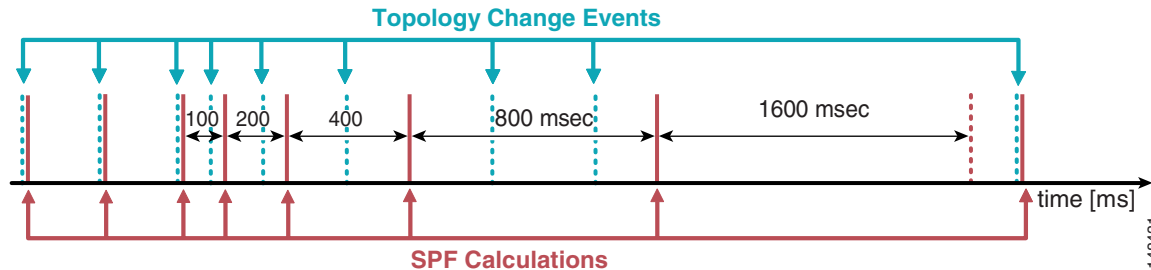 Topology Change Events
100
200
400
800 msec
1600 msec
time [ms]
SPF Calculations